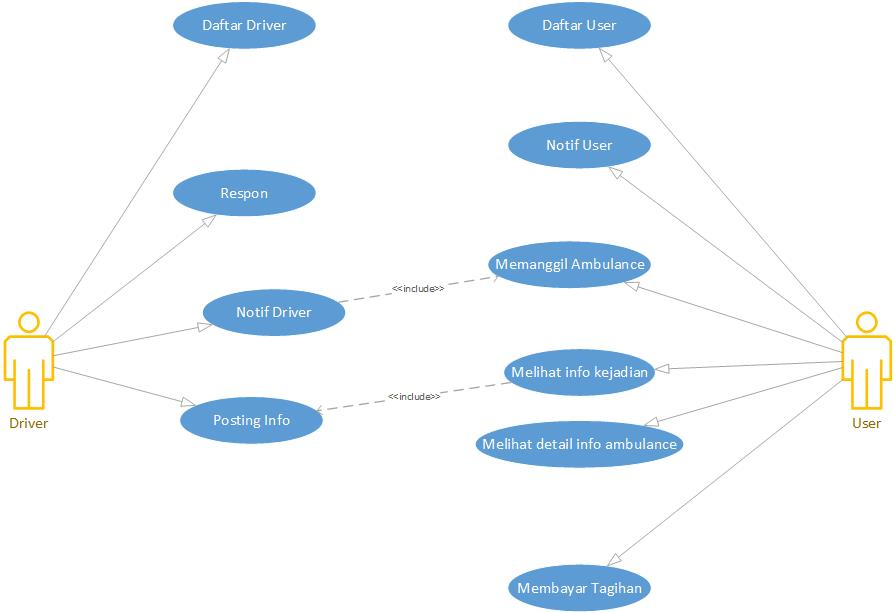 Daftar Driver
Daftar User
Notif User
Respon
Memanggil Ambulance
<<include>>
Notif Driver
Melihat info kejadian
<<include>>
Posting Info
Driver
User
Melihat detail info ambulance
Membayar Tagihan